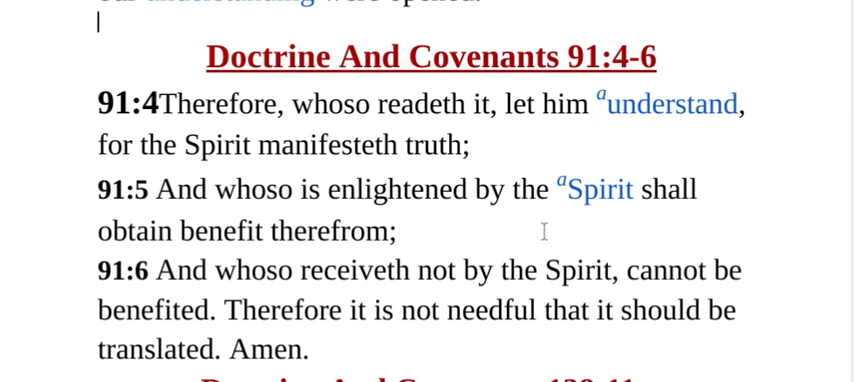 Doctrine And Covenants 91:4-6
91:4Therefore, whoso readeth it, let him aunderstand,
for the Spirit manifesteth truth;
91:5 And whoso is enlightened by the aSpirit shall
obtain benefit therefrom;
91:6 And whoso receiveth not by the Spirit, cannot be
benefited. Therefore it is not needful that it should be
translated. Amen.